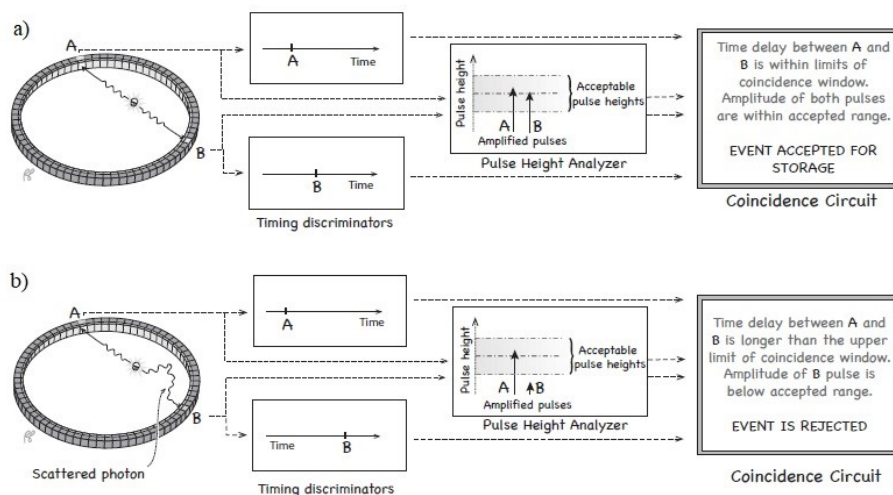 a)
A
B
A
Time
B
Time
Timing discriminators
Pulse height
A
B
Amplified pulses
Acceptable
pulse heights
Pulse Height Analyzer
Time delay between A and
B is within limits of
coincidence window.
Amplitude of both pulses
are within accepted range.
EVENT ACCEPTED FOR
STORAGE
Coincidence Circuit
b)
A
B
Scattered photon
A
Time
Time
B
Timing discriminators
Pulse height
A
B
Amplified pulses
Acceptable
pulse heights
Pulse Height Analyzer
Time delay between A and
B is longer than the upper
limit of coincidence window.
Amplitude of B pulse is
below accepted range.
EVENT IS REJECTED
Coincidence Circuit